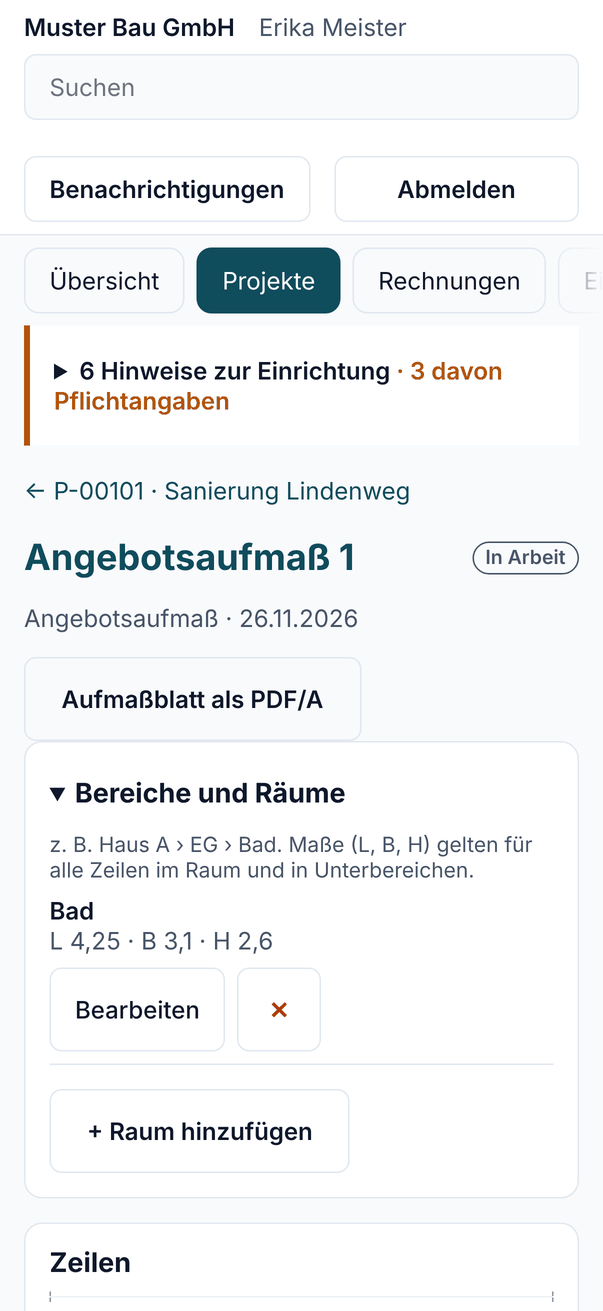 Muster Bau GmbH Erika Meister
Suchen
Benachrichtigungen Abmelden
Übersicht Projekte Rechnungen
▶ 6 Hinweise zur Einrichtung · 3 davon
Pflichtangaben
← P-00101 · Sanierung Lindenweg
Angebotsaufmaß 1 In Arbeit
Angebotsaufmaß · 26.11.2026
Aufmaßblatt als PDF/A
▼ Bereiche und Räume
z. B. Haus A › EG › Bad. Maße (L, B, H) gelten für
alle Zeilen im Raum und in Unterbereichen.
Bad
L 4,25 · B 3,1 · H 2,6
Bearbeiten ✕
+ Raum hinzufügen
Zeilen